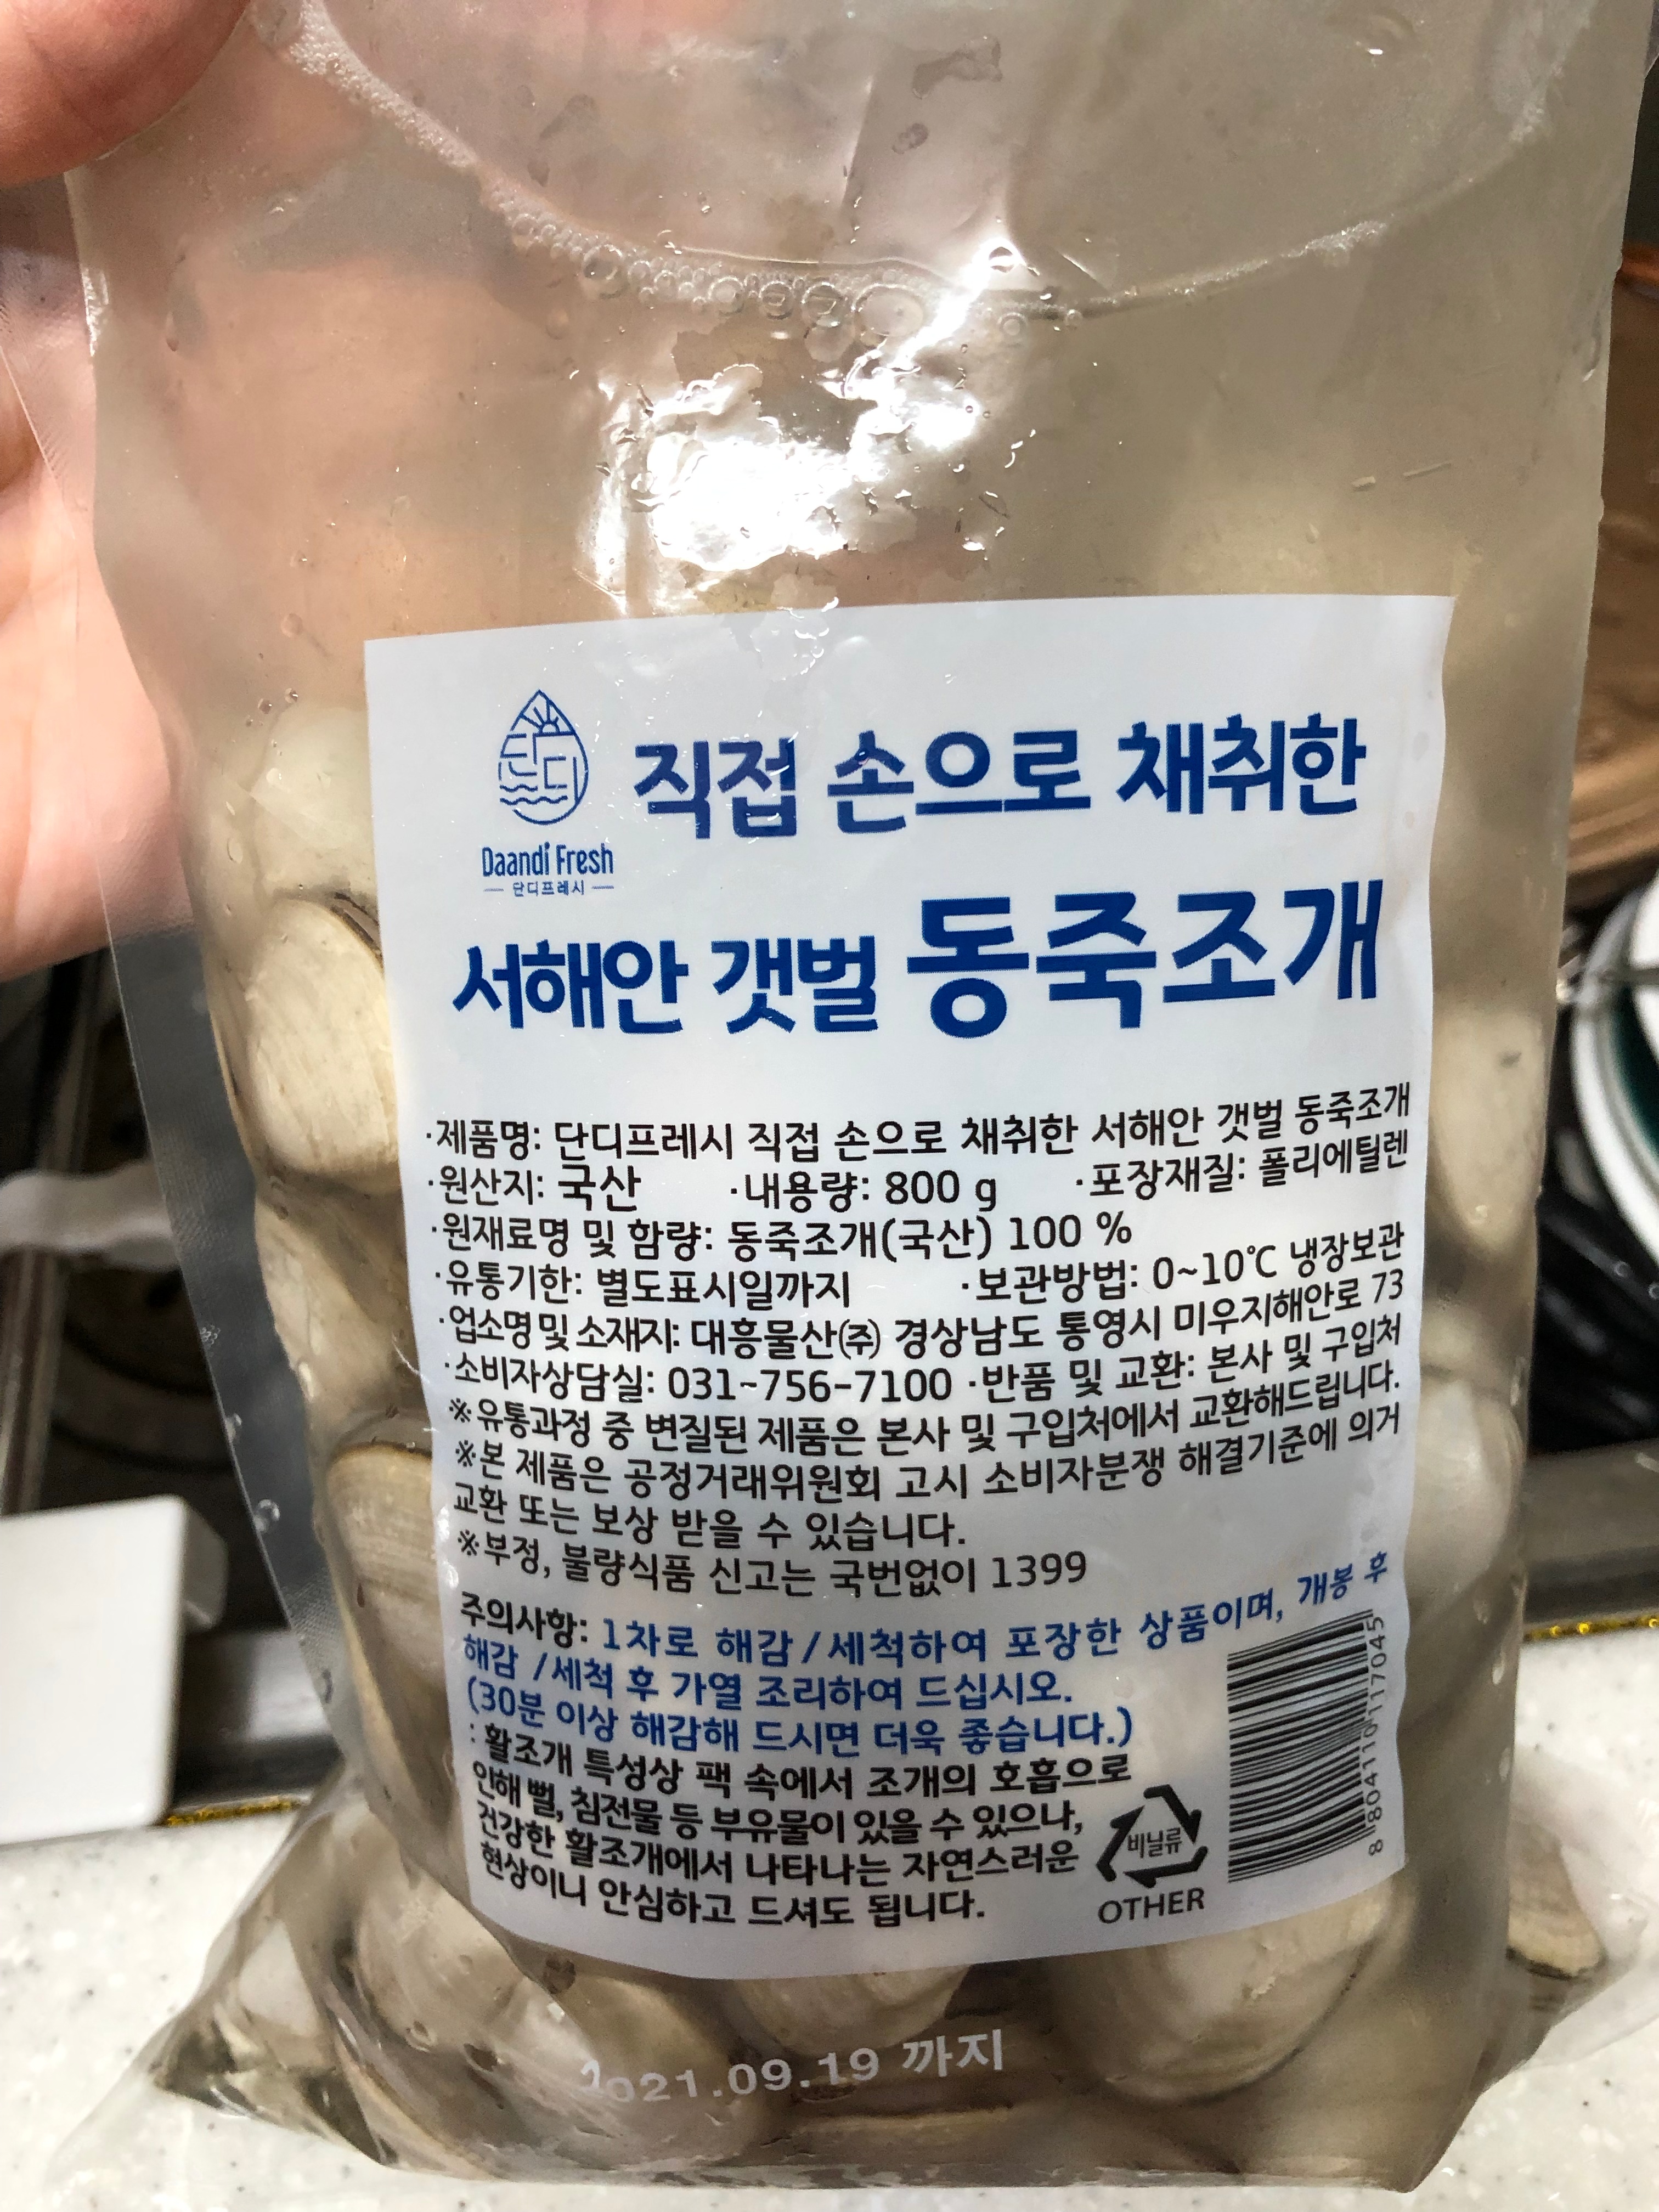 단디
직접 손으로 채취한
Daandi Fresh
단디프레시
서해안 갯벌 동죽조개
·제품명: 단디프레시 직접 손으로 채취한 서해안 갯벌 동죽조개
·원산지: 국산 ·내용량: 800 g ·포장재질: 폴리에틸렌
·원재료명 및 함량: 동죽조개(국산) 100 %
·유통기한: 별도표시일까지 ·보관방법: 0~10℃ 냉장보관
·업소명 및 소재지: 대흥물산㈜ 경상남도 통영시 미우지해안로 73
·소비자상담실: 031-756-7100 ·반품 및 교환: 본사 및 구입처
※유통과정 중 변질된 제품은 본사 및 구입처에서 교환해드립니다.
※본 제품은 공정거래위원회 고시 소비자분쟁 해결기준에 의거
교환 또는 보상 받을 수 있습니다.
※부정, 불량식품 신고는 국번없이 1399
주의사항: 1차로 해감/세척하여 포장한 상품이며, 개봉 후
해감 /세척 후 가열 조리하여 드십시오.
(30분 이상 해감해 드시면 더욱 좋습니다.)
: 활조개 특성상 팩 속에서 조개의 호흡으로
인해 뻘, 침전물 등 부유물이 있을 수 있으나,
건강한 활조개에서 나타나는 자연스러운
현상이니 안심하고 드셔도 됩니다.
비닐류
OTHER
8 804110 117045
2021.09.19 까지